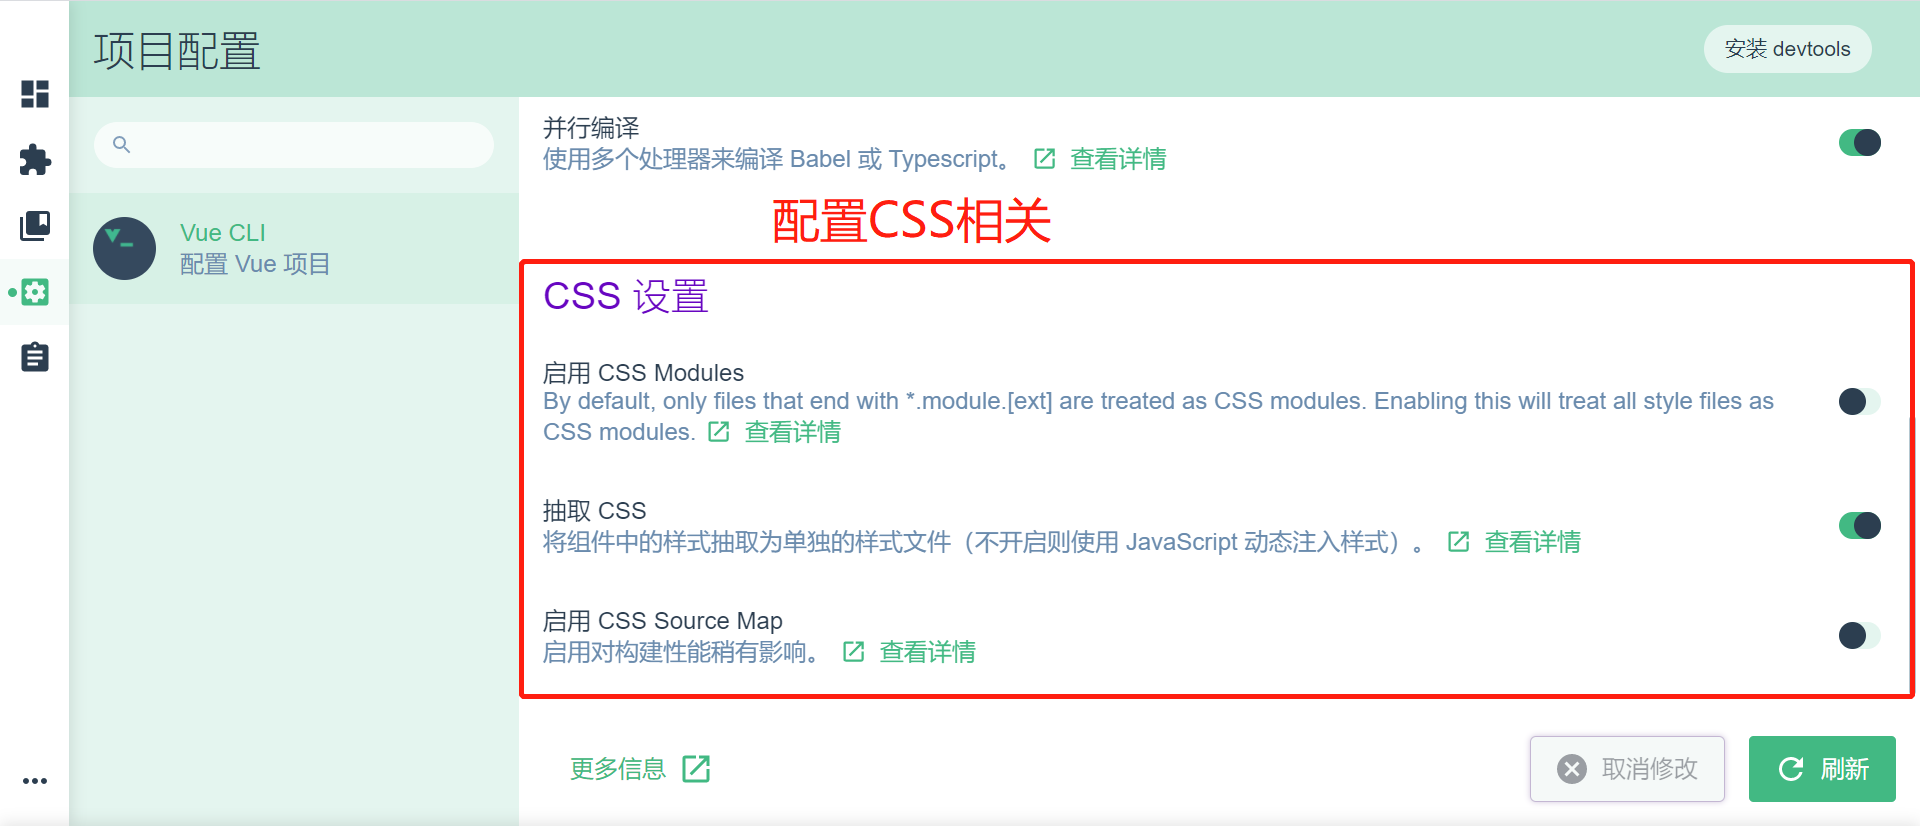 项目配置
安装 devtools
Vue CLI
配置 Vue 项目
并行编译
使用多个处理器来编译 Babel 或 Typescript。 查看详情
配置CSS相关
CSS 设置
启用 CSS Modules
By default, only files that end with *.module.[ext] are treated as CSS modules. Enabling this will treat all style files as
CSS modules. 查看详情
抽取 CSS
将组件中的样式抽取为单独的样式文件（不开启则使用 JavaScript 动态注入样式）。 查看详情
启用 CSS Source Map
启用对构建性能稍有影响。 查看详情
更多信息
取消修改
刷新